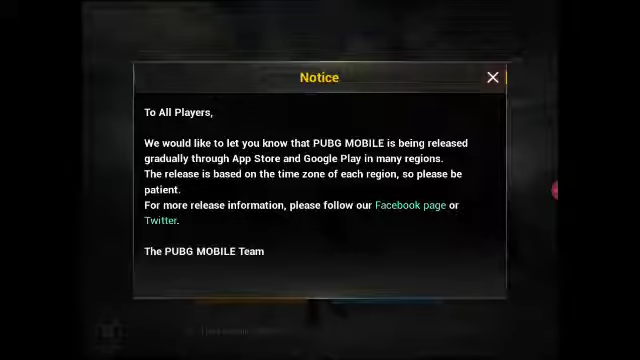 Notice
To All Players,
We would like to let you know that PUBG MOBILE is being released
gradually through App Store and Google Play in many regions.
The release is based on the time zone of each region, so please be
patient.
For more release information, please follow our Facebook page or
Twitter.
The PUBG MOBILE Team